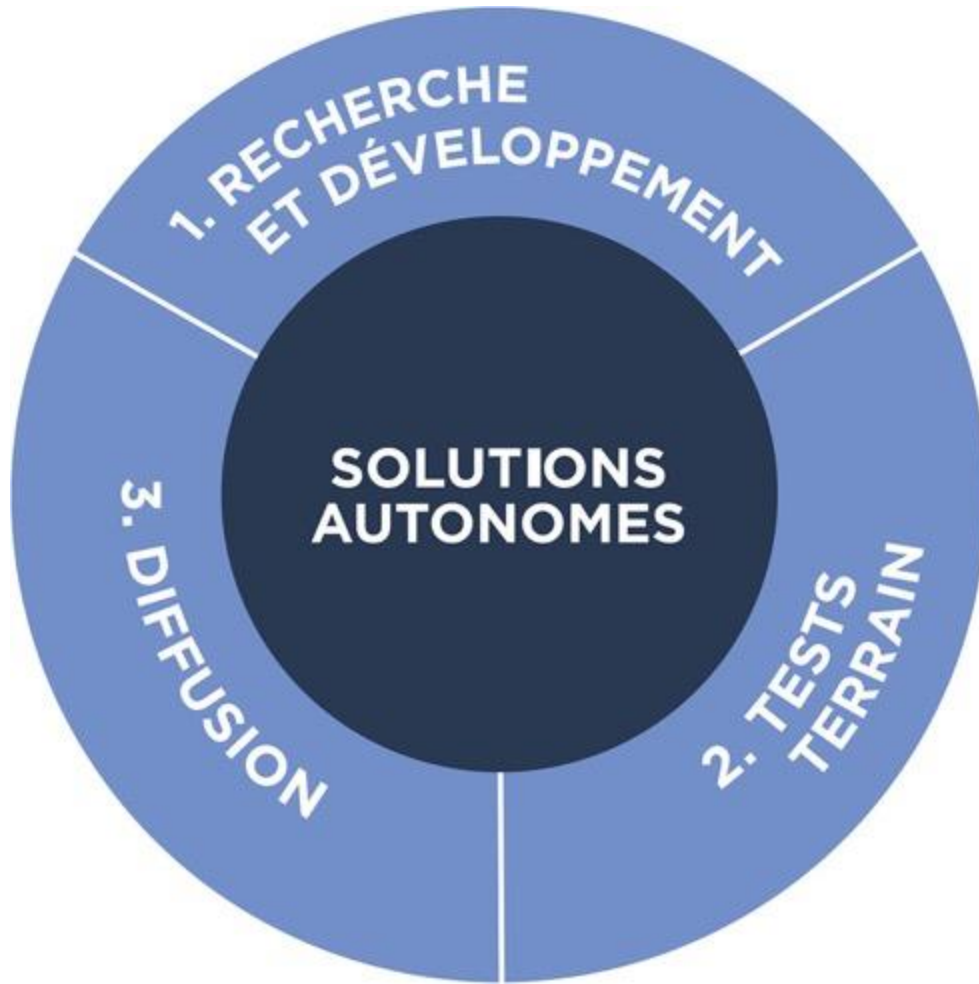 1. RECHERCHE
ET DÉVELOPPEMENT
SOLUTIONS
AUTONOMES
2. TESTS
TERRAIN
3. DIFFUSION